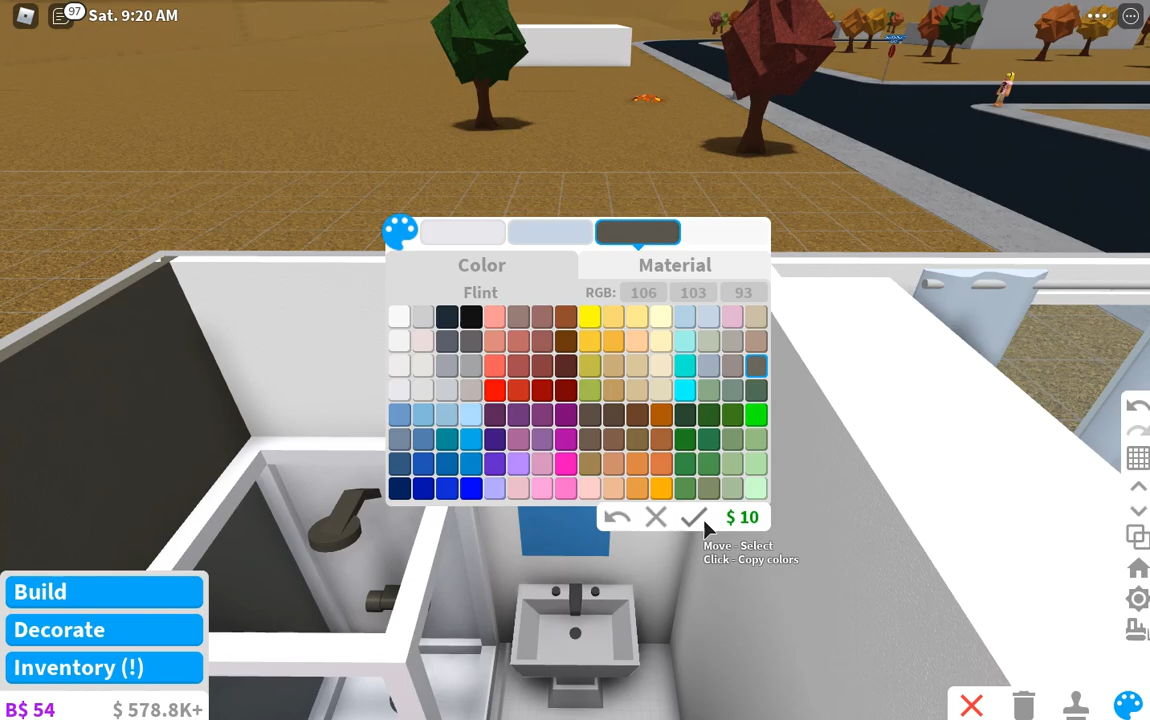 97 Sat. 9:20 AM
Color
Material
Flint
RGB: 106 103 93
$ 10
Move - Select
Click - Copy colors
Build
Decorate
Inventory (!)
B$ 54
$ 578.8K+